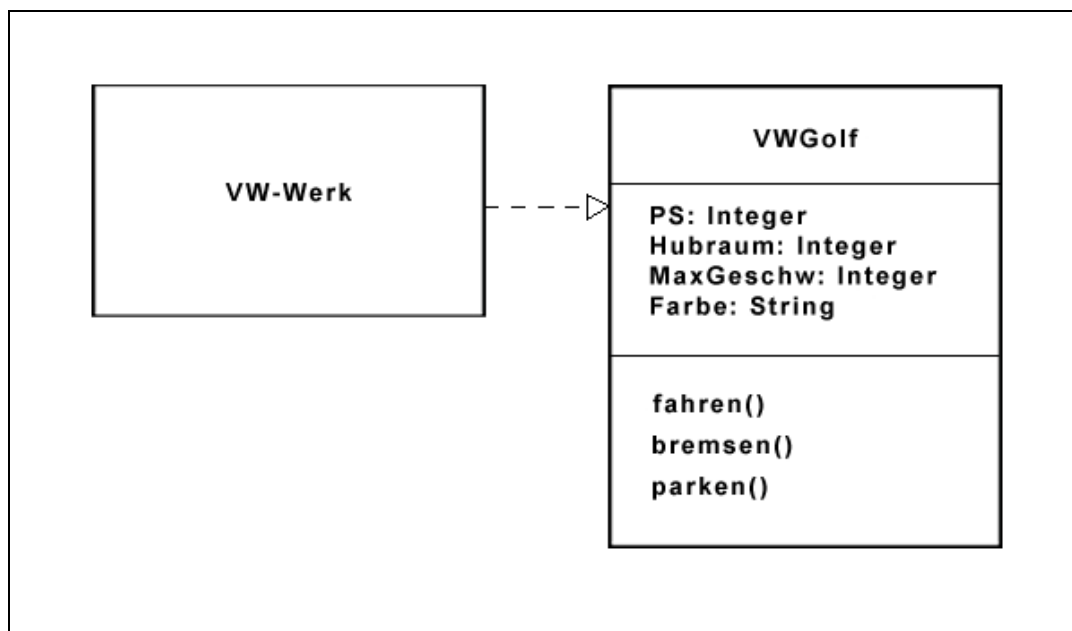 VW-Werk
VWGolf
PS: Integer
Hubraum: Integer
MaxGeschw: Integer
Farbe: String
fahren()
bremsen()
parken()